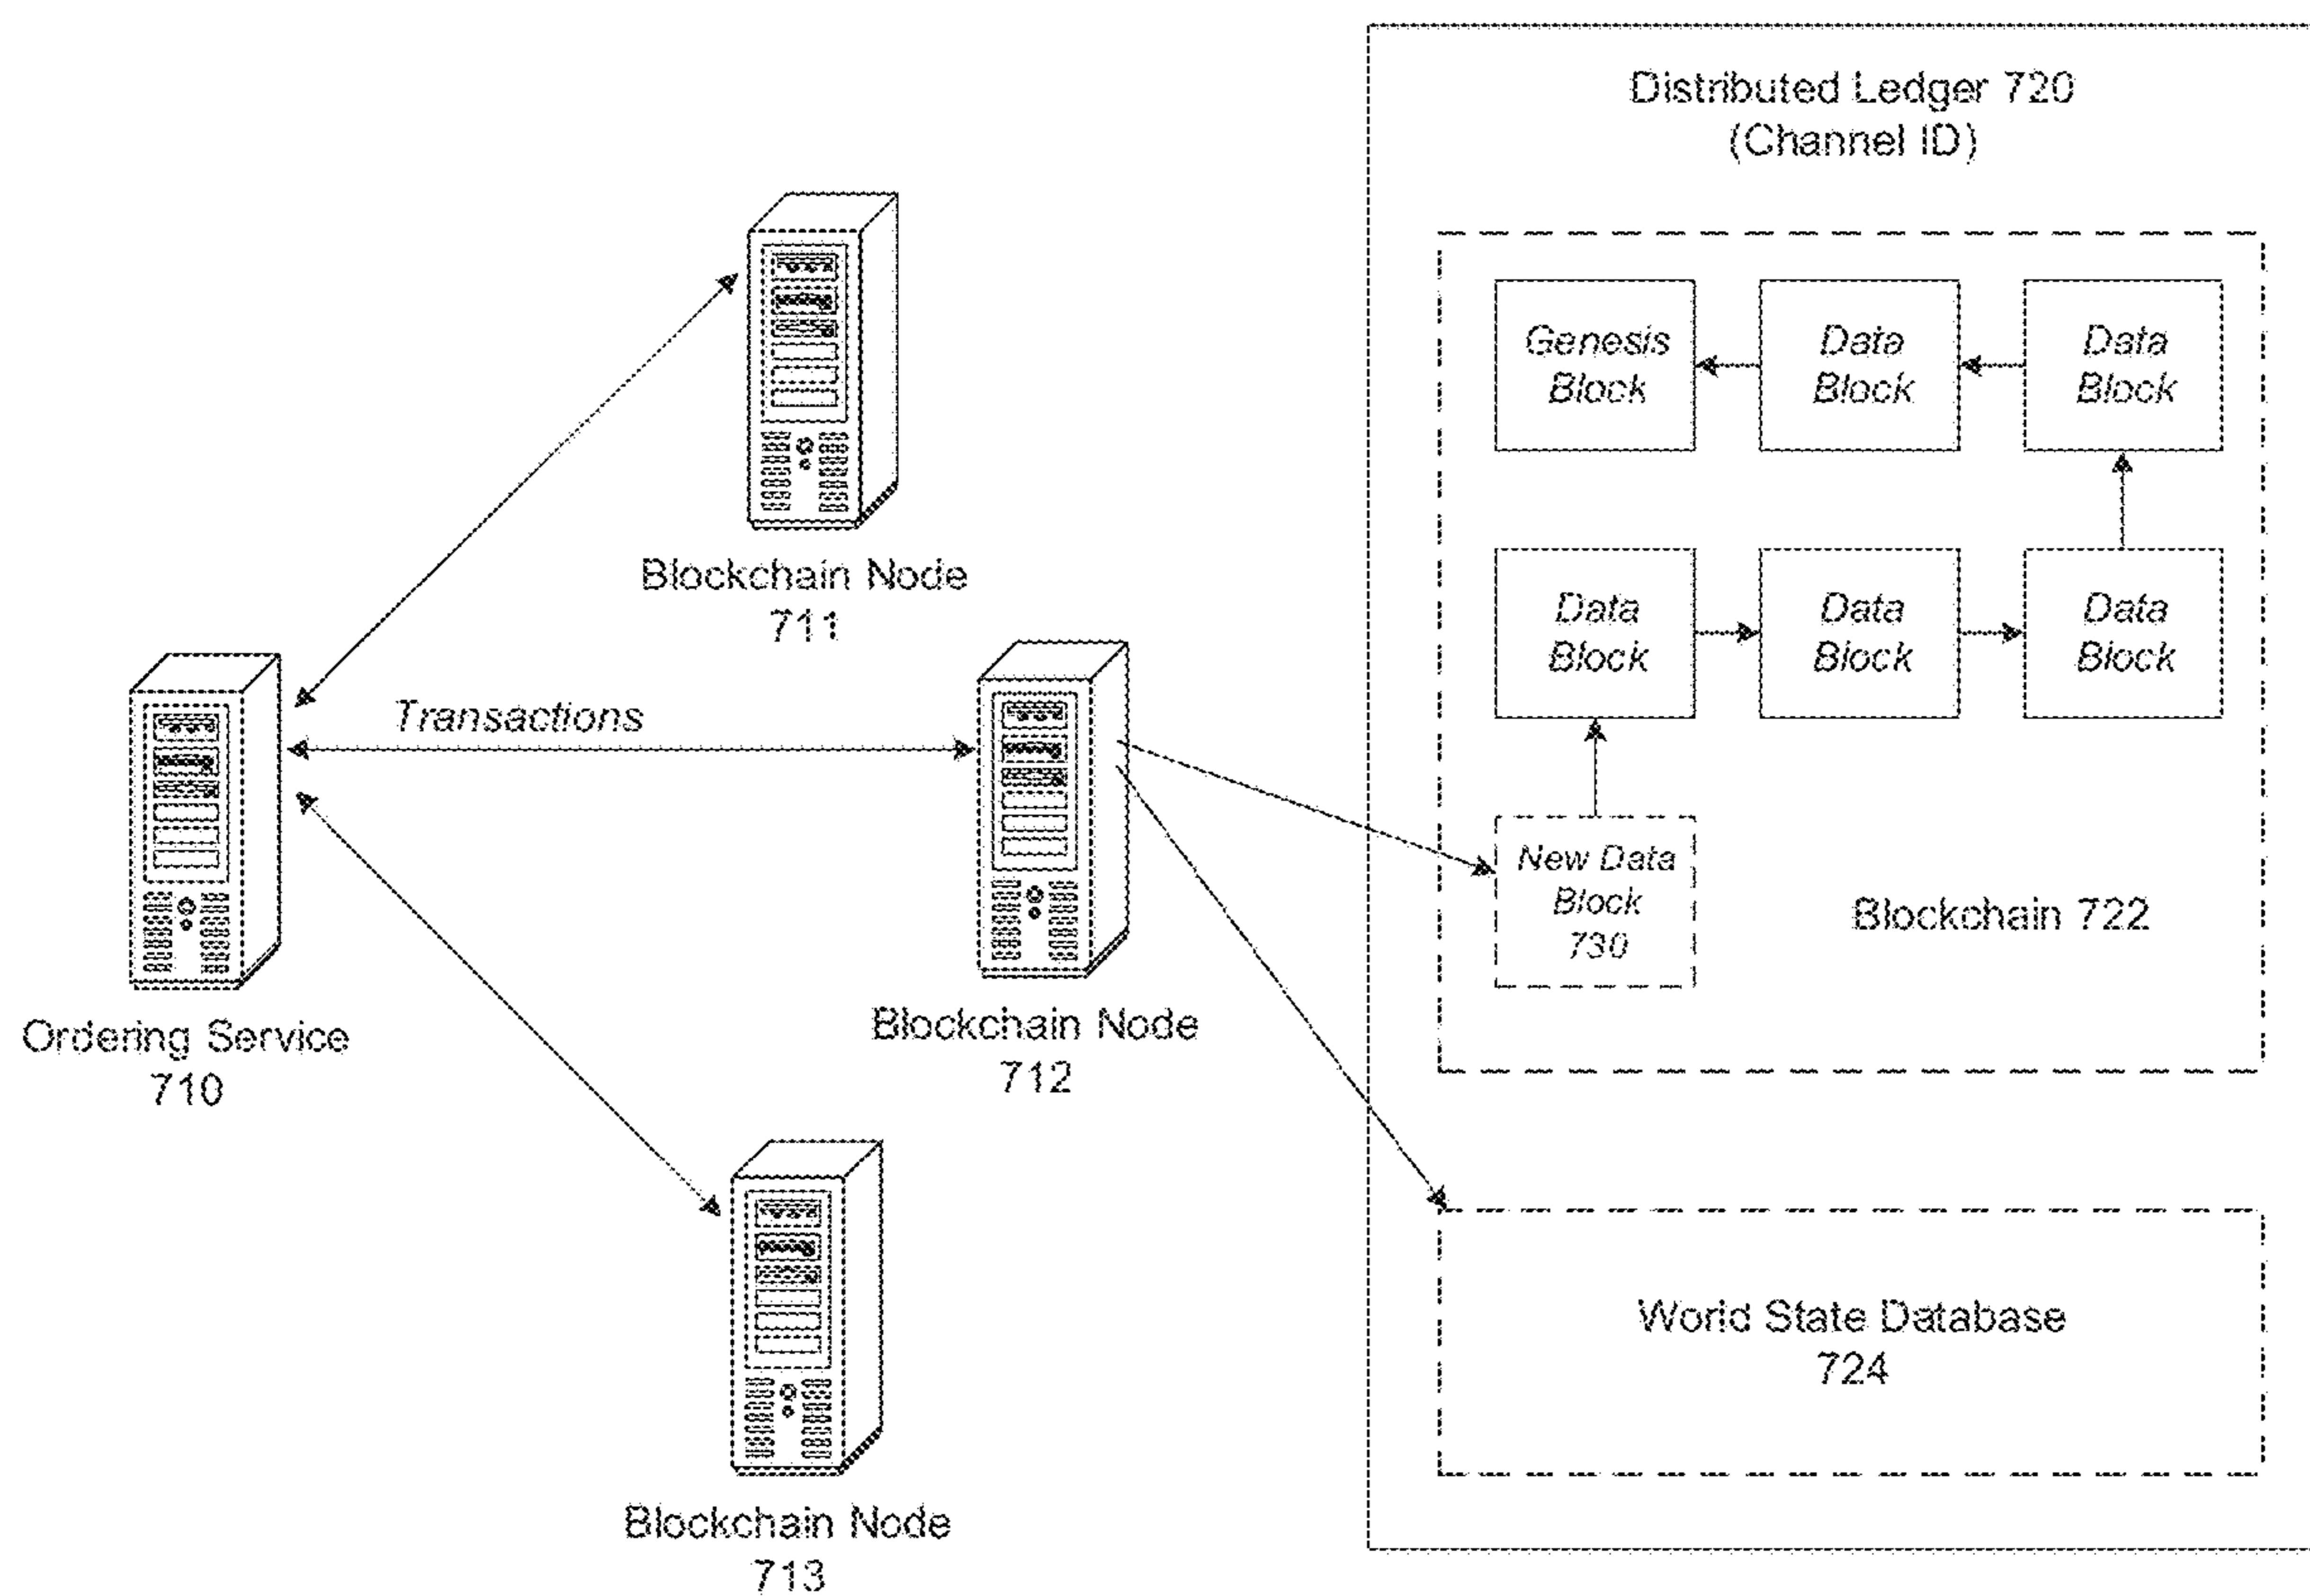 Distributed Ledger 720
(Channel ID)
Genesis
Block
Data
Block
Data
Block
Blockchain Node
711
Data
Block
Data
Block
Data
Block
Transactions
New Data
Block
730
Blockchain 722
Ordering Service
710
Blockchain Node
712
World State Database
724
Blockchain Node
713